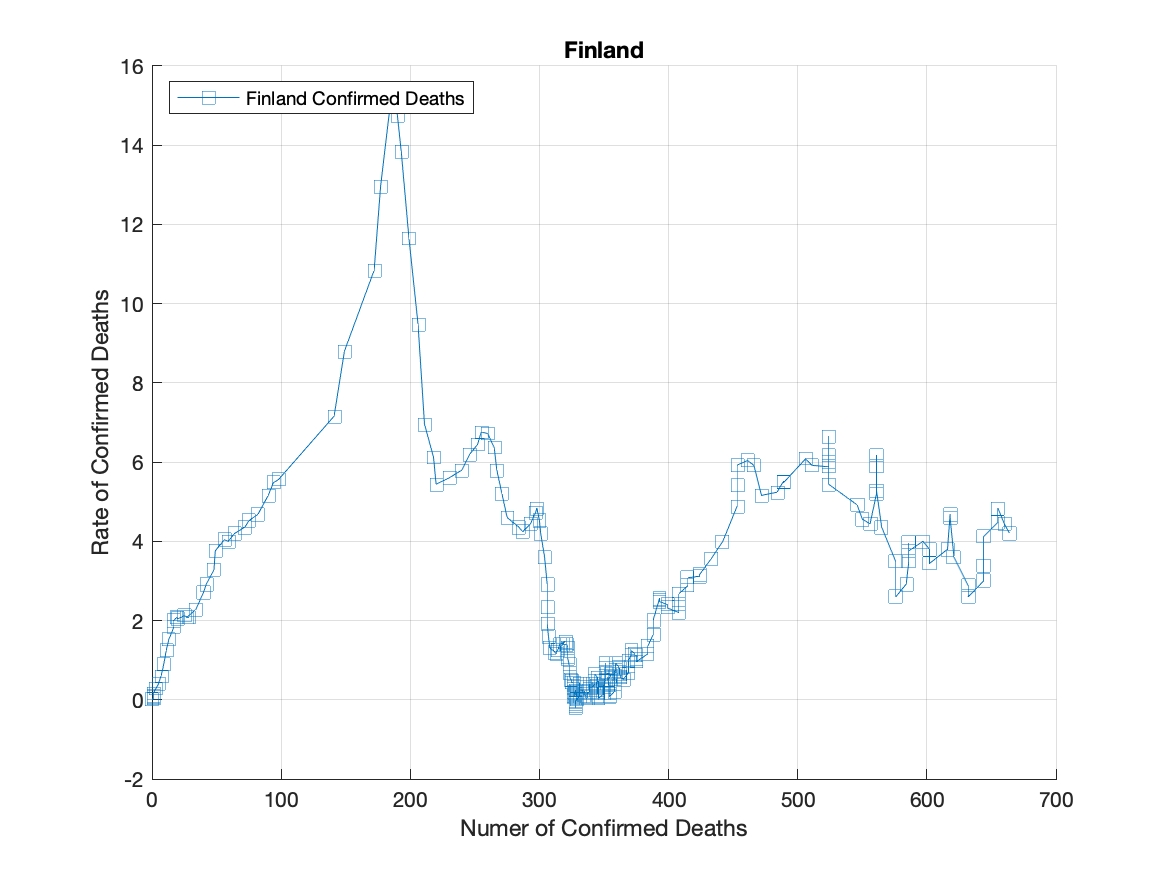 Finland
16
Finland Confirmed Deaths
14
12
10
8
6
4
2
0
-2
Rate of Confirmed Deaths
0 100 200 300 400 500 600 700
Numer of Confirmed Deaths